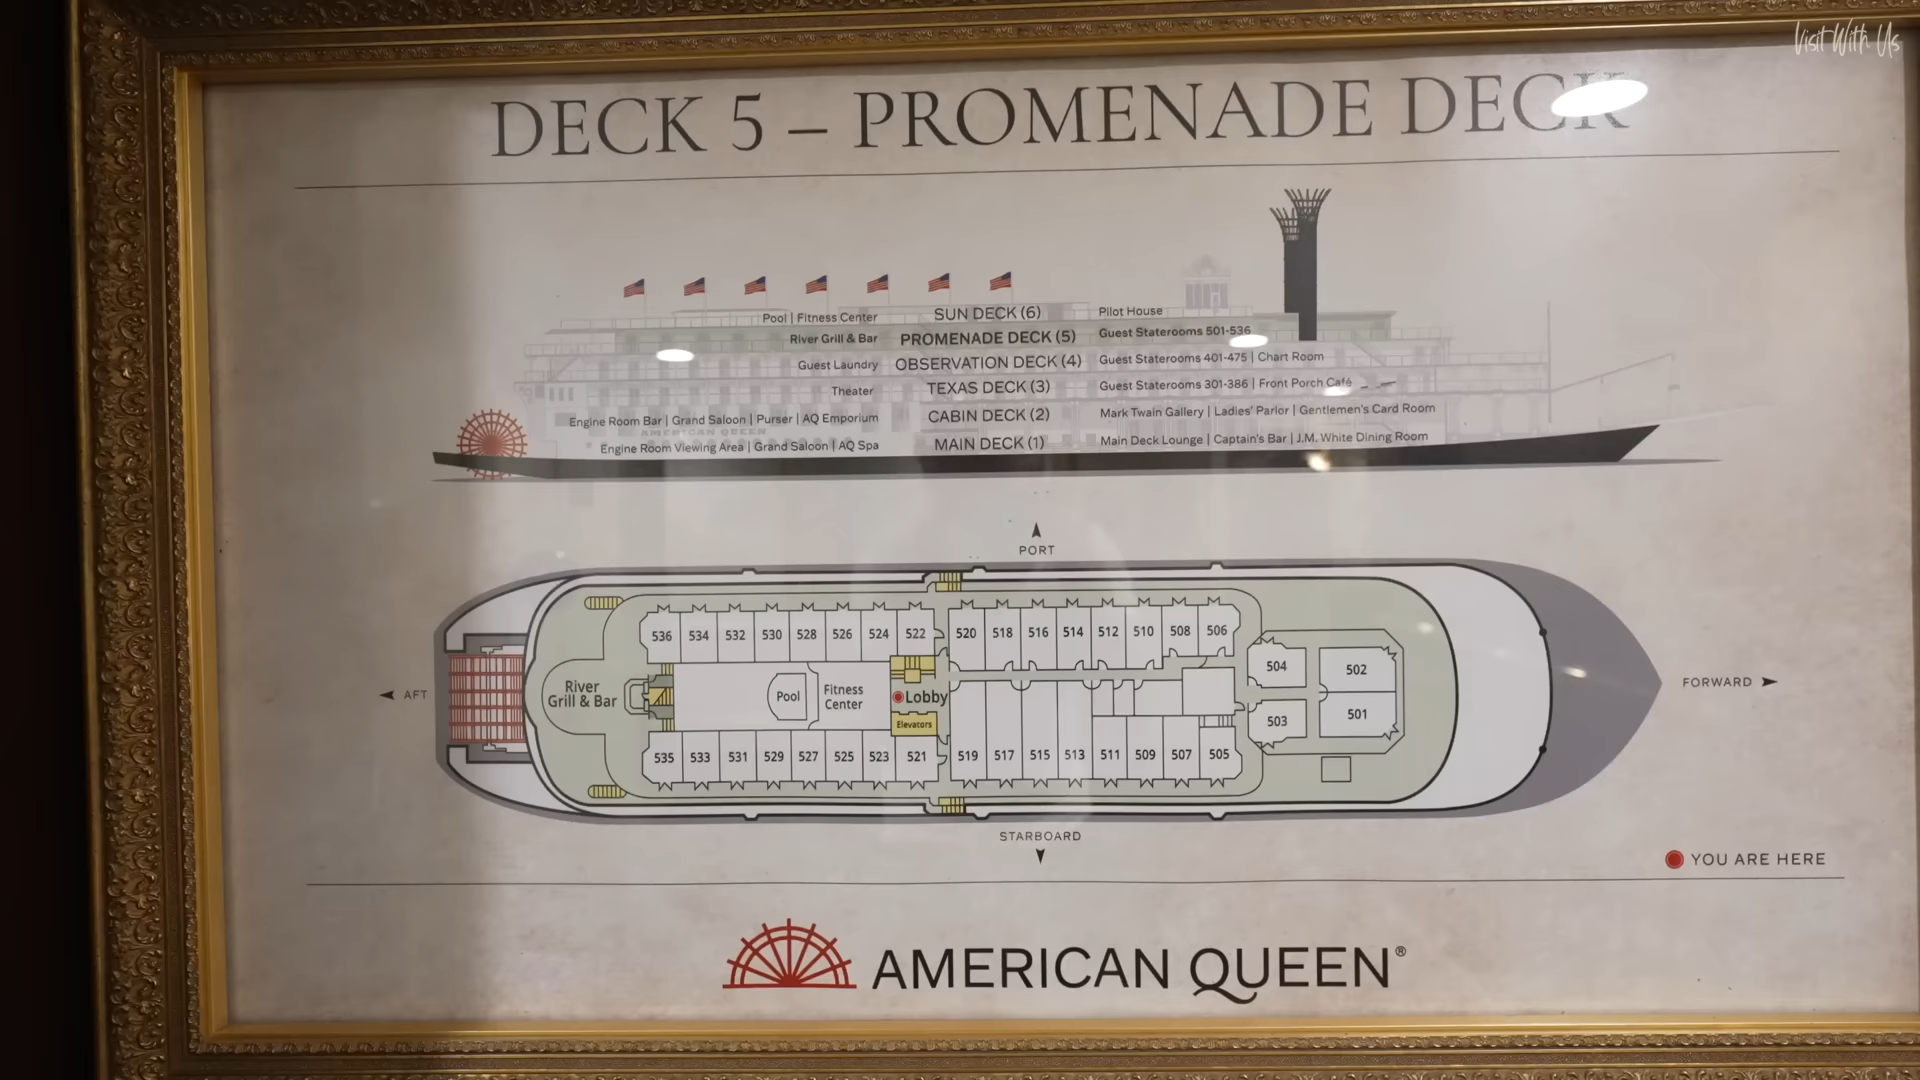 Visit With Us
DECK 5 – PROMENADE DECK
Pool | Fitness Center SUN DECK (6) Pilot House
River Grill & Bar PROMENADE DECK (5) Guest Staterooms 501-536
Guest Laundry OBSERVATION DECK (4) Guest Staterooms 401-475 | Chart Room
Theater TEXAS DECK (3) Guest Staterooms 301-386 | Front Porch Café
Engine Room Bar | Grand Saloon | Purser | AQ Emporium CABIN DECK (2) Mark Twain Gallery | Ladies' Parlor | Gentlemen's Card Room
AMERICAN QUEEN
Engine Room Viewing Area | Grand Saloon | AQ Spa MAIN DECK (1) Main Deck Lounge | Captain's Bar | J.M. White Dining Room
PORT
536 534 532 530 528 526 524 522 520 518 516 514 512 510 508 506
504 502
AFT River Grill & Bar Pool Fitness Center Lobby FORWARD
Elevators 503 501
535 533 531 529 527 525 523 521 519 517 515 513 511 509 507 505
STARBOARD
YOU ARE HERE
AMERICAN QUEEN®